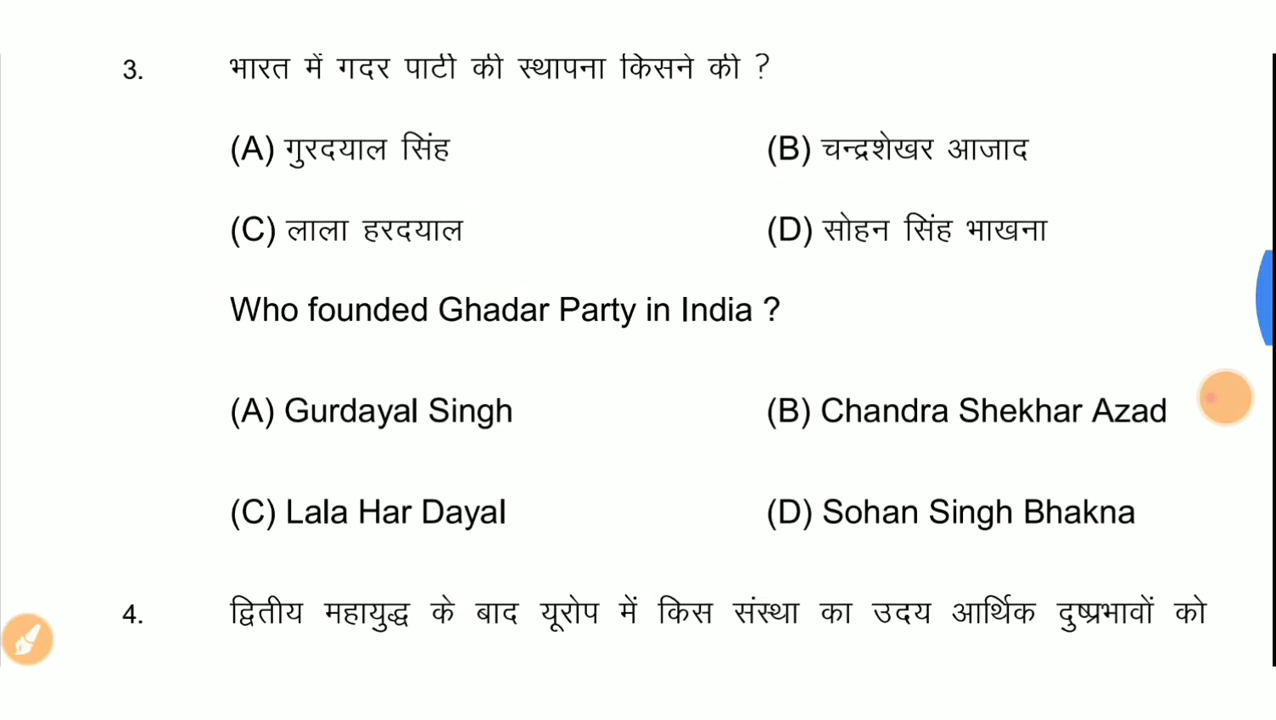 3. भारत में गदर पार्टी की स्थापना किसने की ?
(A) गुरदयाल सिंह (B) चन्द्रशेखर आजाद
(C) लाला हरदयाल (D) सोहन सिंह भाखना
Who founded Ghadar Party in India ?
(A) Gurdayal Singh (B) Chandra Shekhar Azad
(C) Lala Har Dayal (D) Sohan Singh Bhakna
4. द्वितीय महायुद्ध के बाद यूरोप में किस संस्था का उदय आर्थिक दुष्प्रभावों को